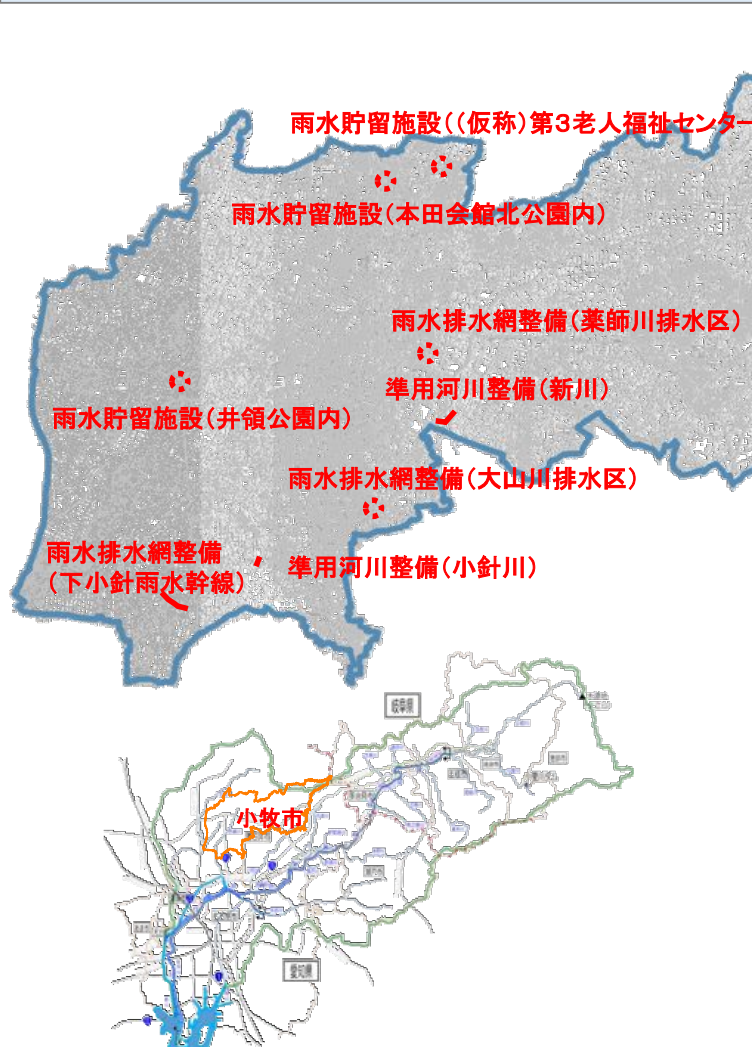 雨水貯留施設((仮称)第3老人福祉センター
雨水貯留施設(本田会館北公園内)
雨水排水網整備(薬師川排水区)
準用河川整備(新川)
雨水貯留施設(井領公園内)
雨水排水網整備(大山川排水区)
雨水排水網整備
(下小針雨水幹線)
準用河川整備(小針川)
岐阜県
小牧市
愛知県